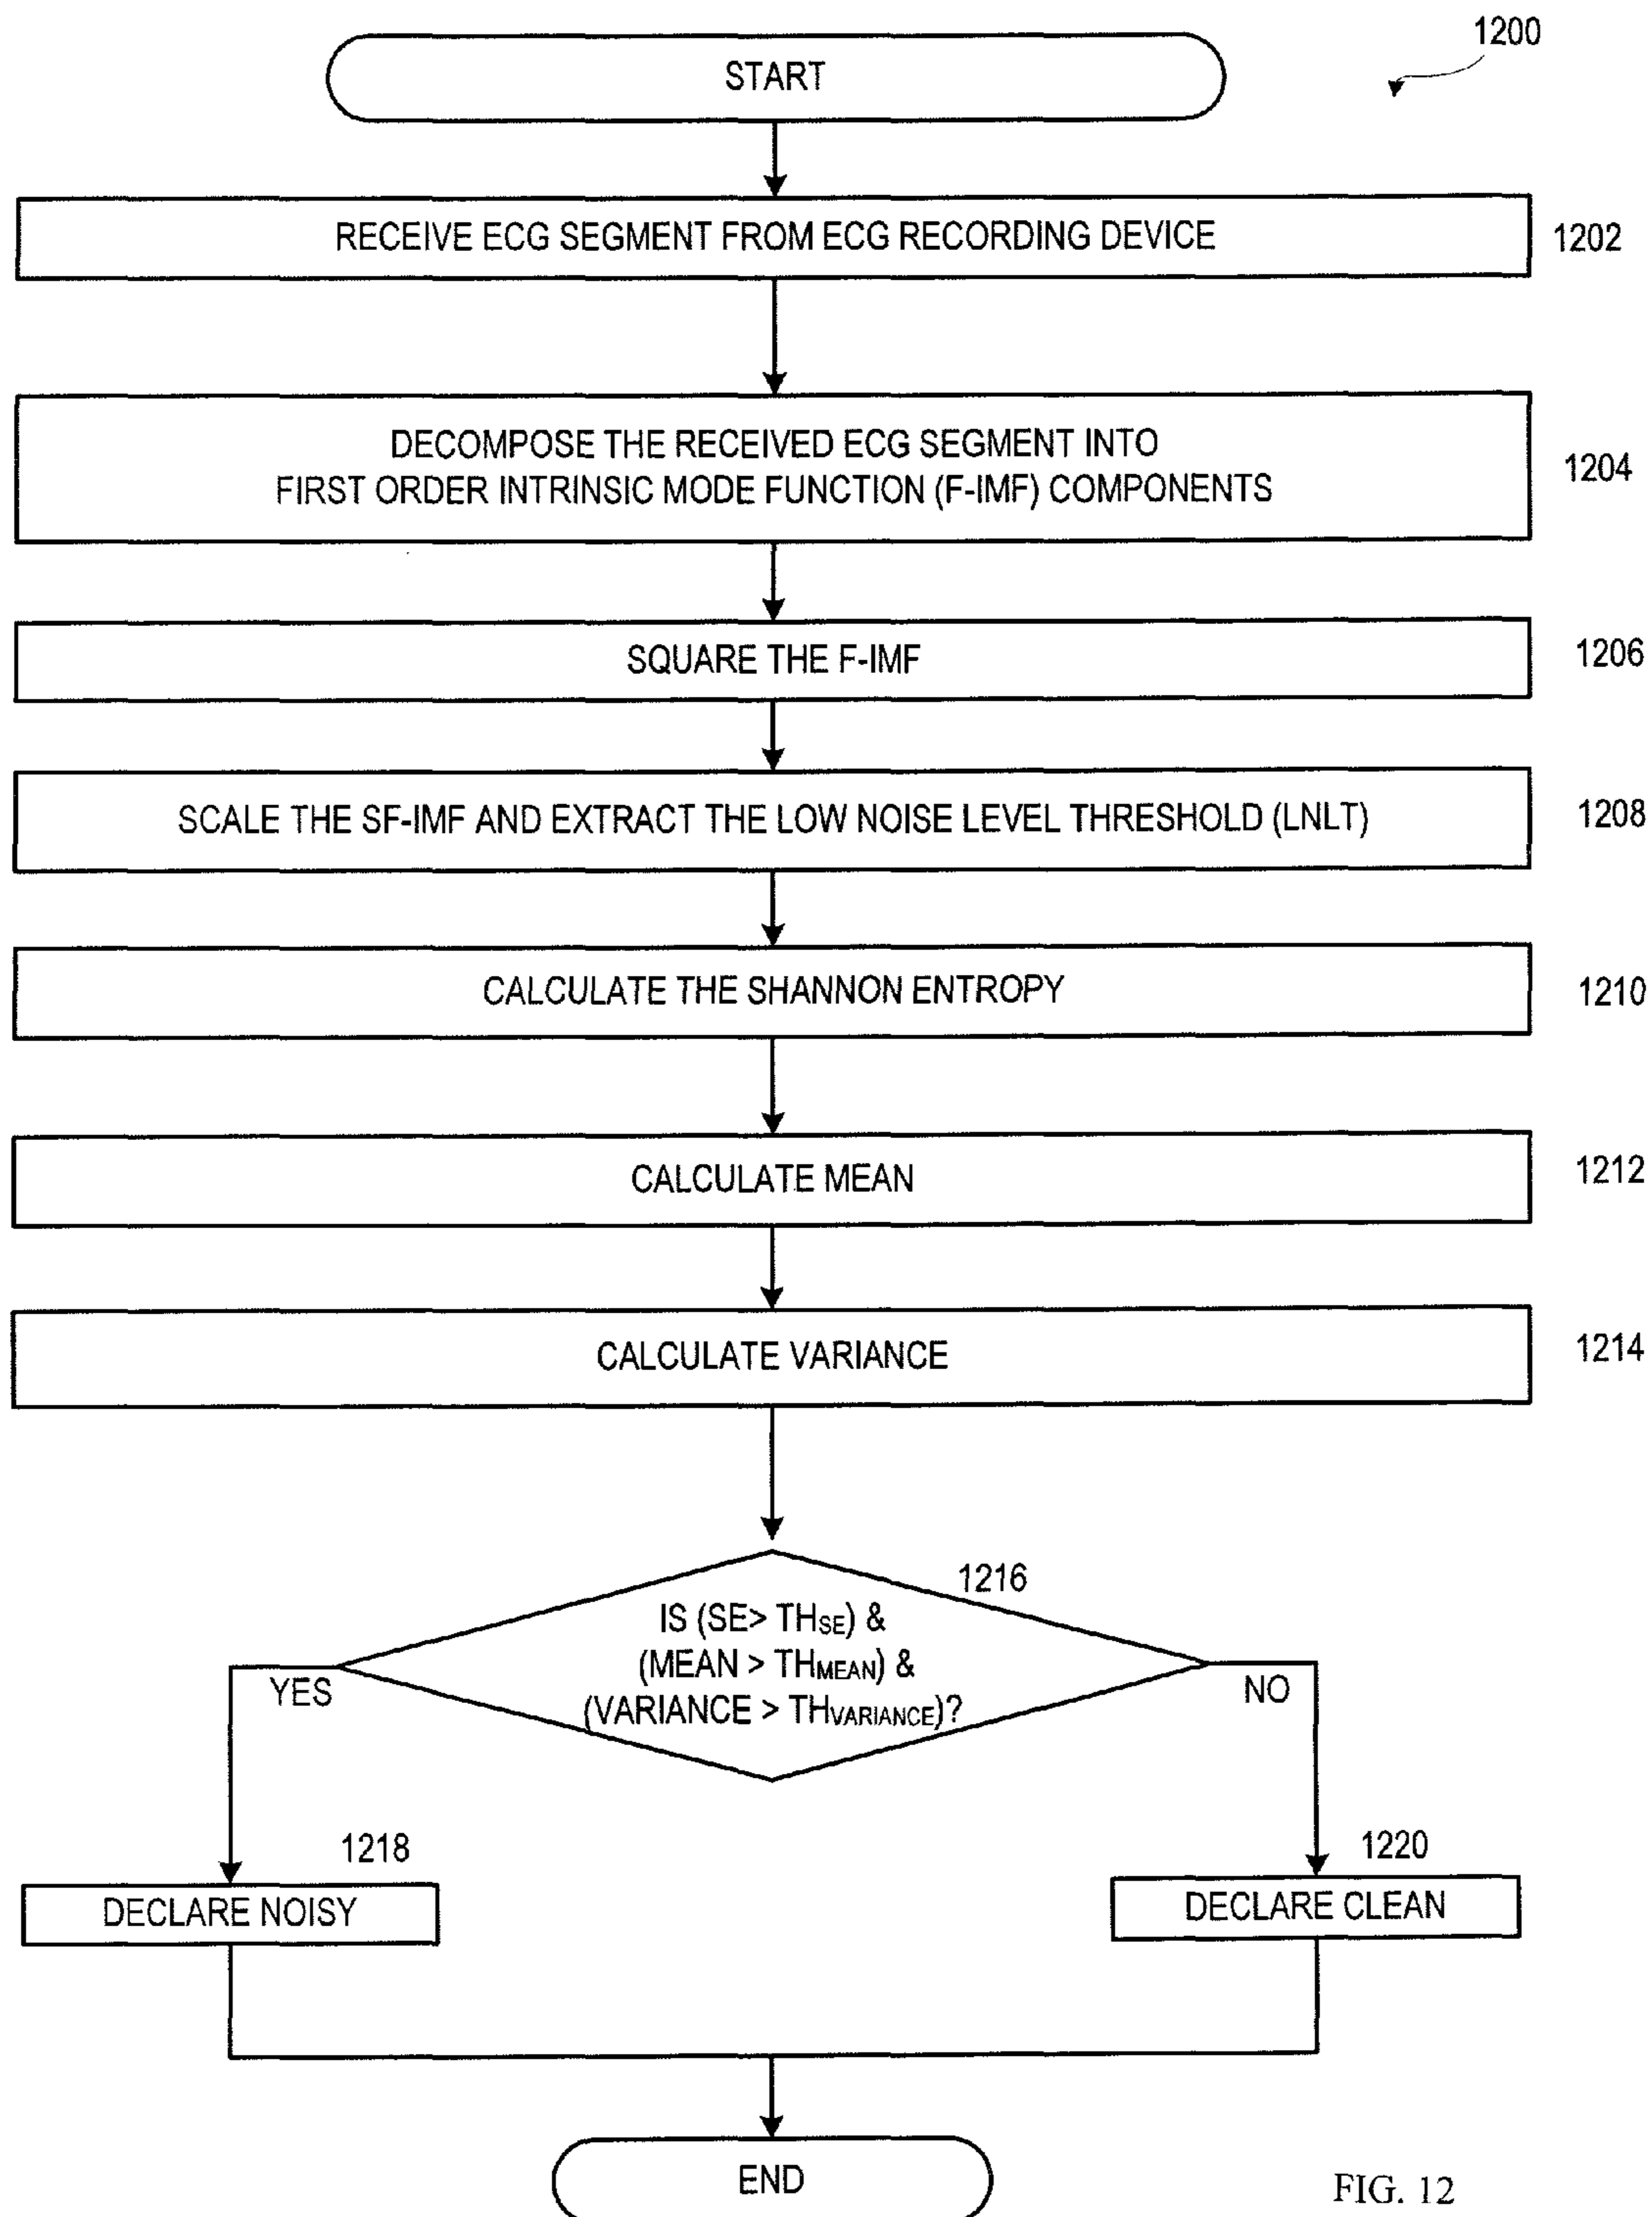 1200
START
RECEIVE ECG SEGMENT FROM ECG RECORDING DEVICE
1202
DECOMPOSE THE RECEIVED ECG SEGMENT INTO
FIRST ORDER INTRINSIC MODE FUNCTION (F-IMF) COMPONENTS
1204
SQUARE THE F-IMF
1206
SCALE THE SF-IMF AND EXTRACT THE LOW NOISE LEVEL THRESHOLD (LNLT)
1208
CALCULATE THE SHANNON ENTROPY
1210
CALCULATE MEAN
1212
CALCULATE VARIANCE
1214
1216
IS (SE> THSE) &
(MEAN > THMEAN) &
(VARIANCE > THVARIANCE)?
YES
NO
1218
1220
DECLARE NOISY
DECLARE CLEAN
END
FIG. 12